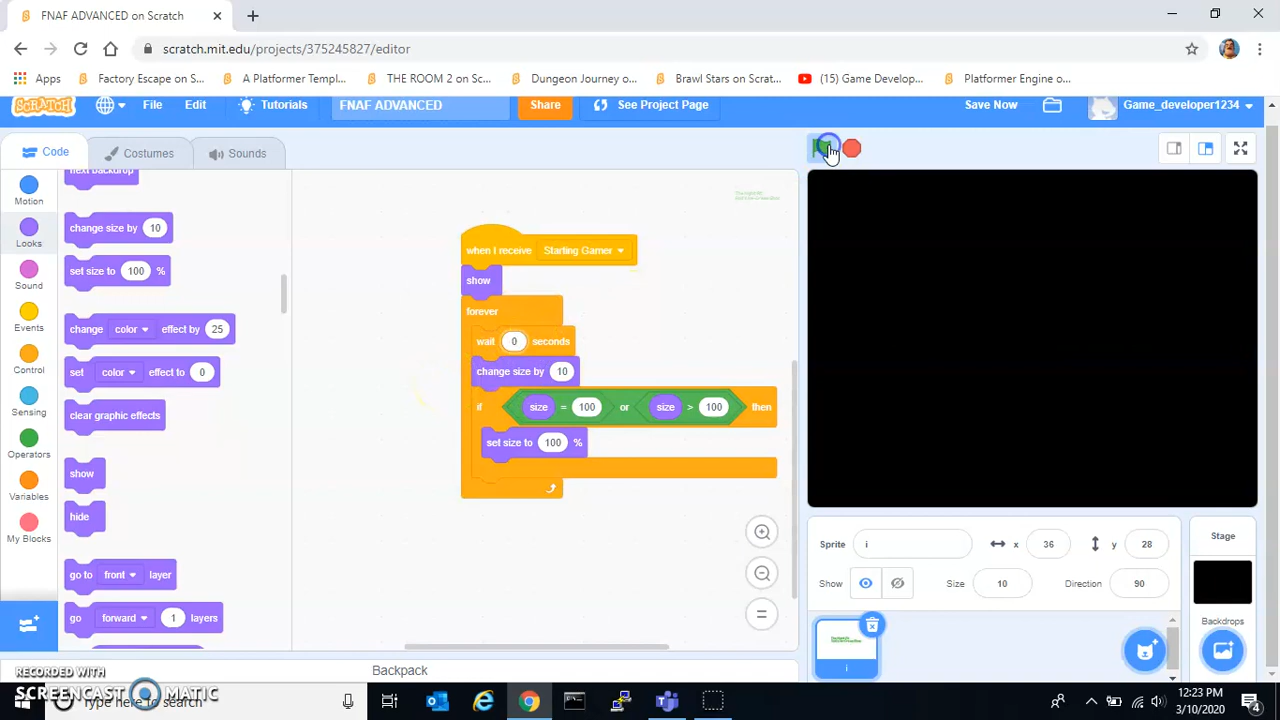 FNAF ADVANCED on Scratch
scratch.mit.edu/projects/375245827/editor
Apps Factory Escape on S... A Platformer Templ... THE ROOM 2 on Scr... Dungeon Journey o... Brawl Stars on Scrat... (15) Game Develop... Platformer Engine o...
SCRATCH File Edit Tutorials FNAF ADVANCED Share See Project Page Save Now Game_developer1234
Code Costumes Sounds
next backdrop
Motion
change size by 10
Looks
set size to 100 %
Sound
change color effect by 25
Events
set color effect to 0
Control
clear graphic effects
Sensing
show
Operators
hide
Variables
go to front layer
My Blocks
go forward 1 layers
when I receive Starting Gamer
show
forever
wait 0 seconds
change size by 10
if size = 100 or size > 100 then
set size to 100 %
Sprite i x 36 y 28
Show Size 10 Direction 90
i
Stage
Backdrops
Backpack
RECORDED WITH
SCREENCAST MATIC
Type here to search
12:23 PM
3/10/2020
4